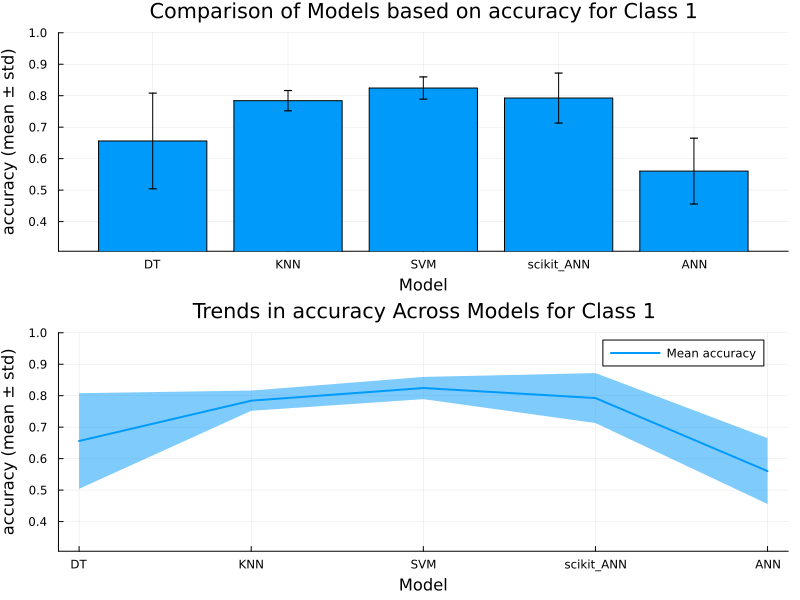 Comparison of Models based on accuracy for Class 1
accuracy (mean ± std)
1.0
0.9
0.8
0.7
0.6
0.5
0.4
DT KNN SVM scikit_ANN ANN
Model
Trends in accuracy Across Models for Class 1
accuracy (mean ± std)
1.0
0.9
0.8
0.7
0.6
0.5
0.4
Mean accuracy
DT KNN SVM scikit_ANN ANN
Model